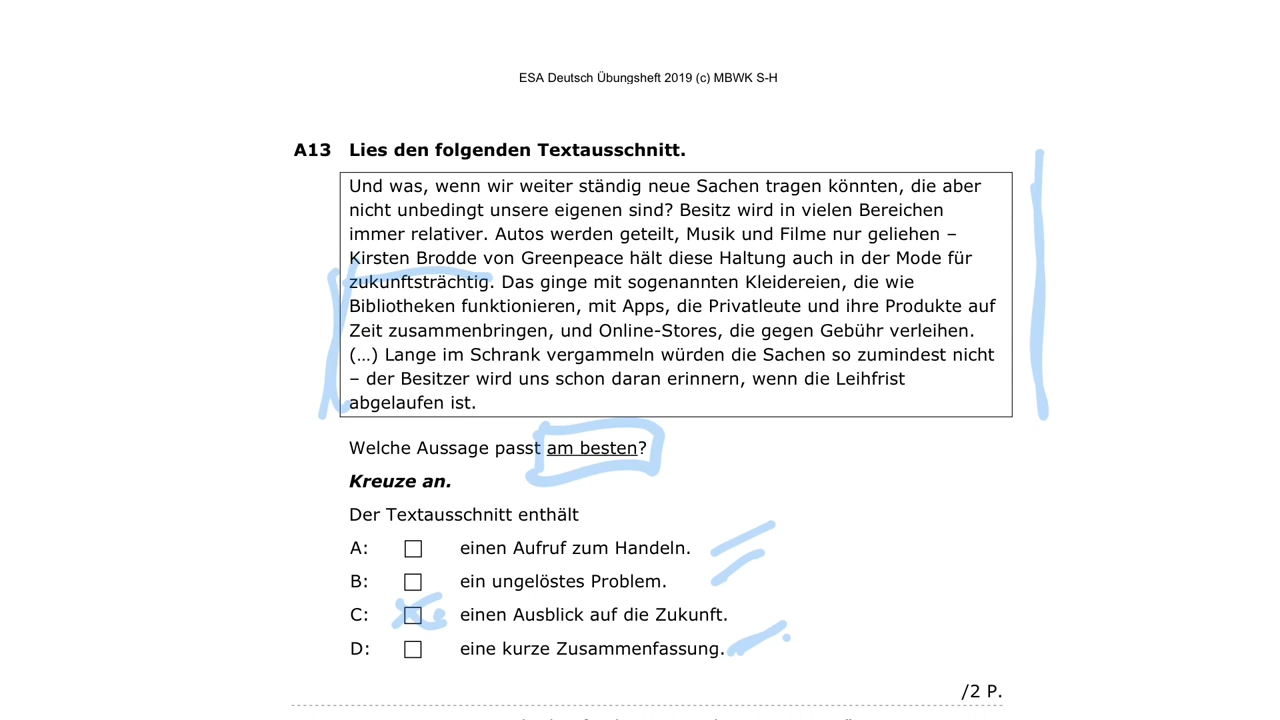 ESA Deutsch Übungsheft 2019 (c) MBWK S-H
A13 Lies den folgenden Textausschnitt.
Und was, wenn wir weiter ständig neue Sachen tragen könnten, die aber
nicht unbedingt unsere eigenen sind? Besitz wird in vielen Bereichen
immer relativer. Autos werden geteilt, Musik und Filme nur geliehen –
Kirsten Brodde von Greenpeace hält diese Haltung auch in der Mode für
zukunftsträchtig. Das ginge mit sogenannten Kleidereien, die wie
Bibliotheken funktionieren, mit Apps, die Privatleute und ihre Produkte auf
Zeit zusammenbringen, und Online-Stores, die gegen Gebühr verleihen.
(…) Lange im Schrank vergammeln würden die Sachen so zumindest nicht
– der Besitzer wird uns schon daran erinnern, wenn die Leihfrist
abgelaufen ist.
Welche Aussage passt am besten?
Kreuze an.
Der Textausschnitt enthält
A: einen Aufruf zum Handeln.
B: ein ungelöstes Problem.
C: einen Ausblick auf die Zukunft.
D: eine kurze Zusammenfassung.
/2 P.